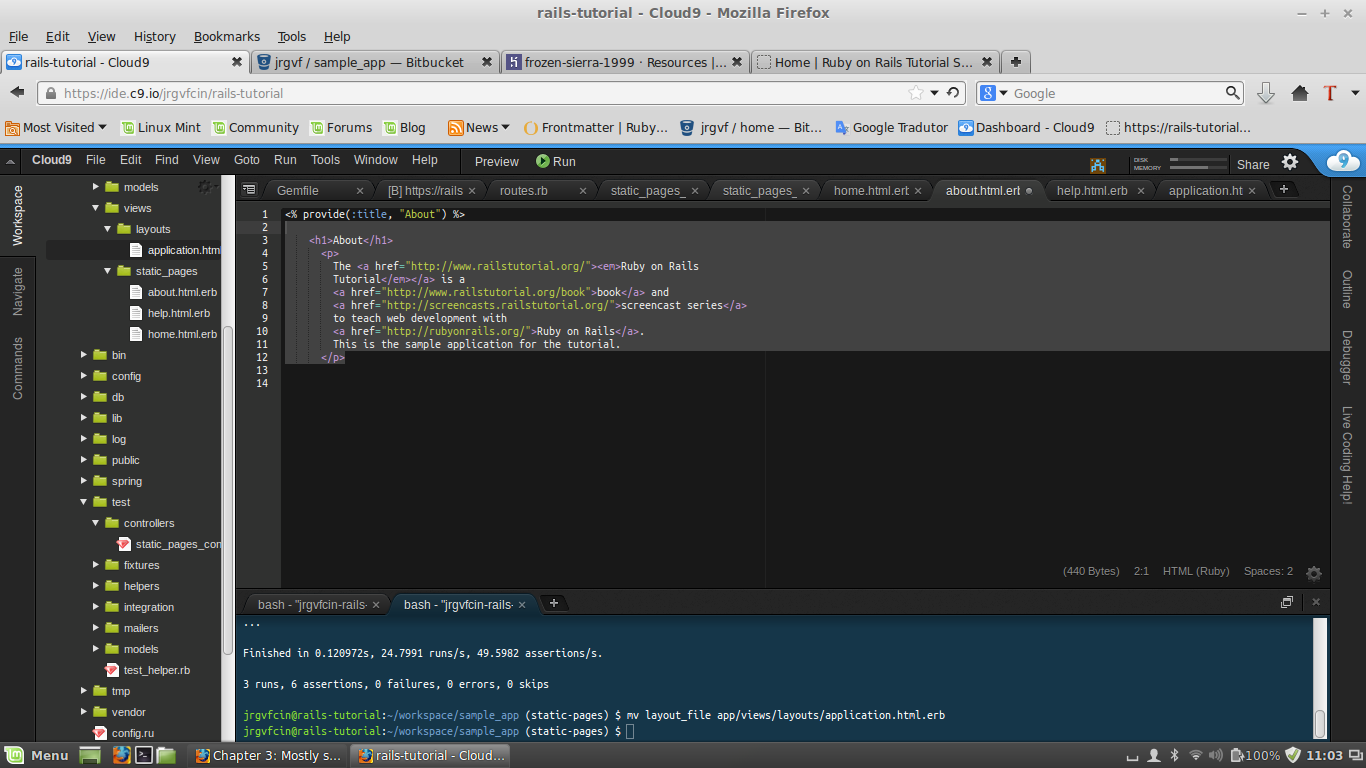 rails-tutorial - Cloud9 - Mozilla Firefox
File Edit View History Bookmarks Tools Help
rails-tutorial - Cloud9
jrgvf / sample_app — Bitbucket
frozen-sierra-1999 · Resources |...
Home | Ruby on Rails Tutorial S...
https://ide.c9.io/jrgvfcin/rails-tutorial
Google
Most Visited Linux Mint Community Forums Blog News Frontmatter | Ruby... jrgvf / home — Bit... Google Tradutor Dashboard - Cloud9 https://rails-tutorial...
Cloud9 File Edit Find View Goto Run Tools Window Help Preview Run
DISK
MEMORY
Share
Workspace
Navigate
Commands
models
views
layouts
application.html
static_pages
about.html.erb
help.html.erb
home.html.erb
bin
config
db
lib
log
public
spring
test
controllers
static_pages_con
fixtures
helpers
integration
mailers
models
test_helper.rb
tmp
vendor
config.ru
Gemfile [B] https://rails routes.rb static_pages_ static_pages_ home.html.erb about.html.erb help.html.erb application.ht
1 <% provide(:title, "About") %>
2
3 <h1>About</h1>
4 <p>
5 The <a href="http://www.railstutorial.org/"><em>Ruby on Rails
6 Tutorial</em></a> is a
7 <a href="http://www.railstutorial.org/book">book</a> and
8 <a href="http://screencasts.railstutorial.org/">screencast series</a>
9 to teach web development with
10 <a href="http://rubyonrails.org/">Ruby on Rails</a>.
11 This is the sample application for the tutorial.
12 </p>
13
14
(440 Bytes) 2:1 HTML (Ruby) Spaces: 2
Collaborate
Outline
Debugger
Live Coding Help!
bash - "jrgvfcin-rails- bash - "jrgvfcin-rails-
...
Finished in 0.120972s, 24.7991 runs/s, 49.5982 assertions/s.
3 runs, 6 assertions, 0 failures, 0 errors, 0 skips
jrgvfcin@rails-tutorial:~/workspace/sample_app (static-pages) $ mv layout_file app/views/layouts/application.html.erb
jrgvfcin@rails-tutorial:~/workspace/sample_app (static-pages) $
Menu
Chapter 3: Mostly s...
rails-tutorial - Cloud...
100%
11:03